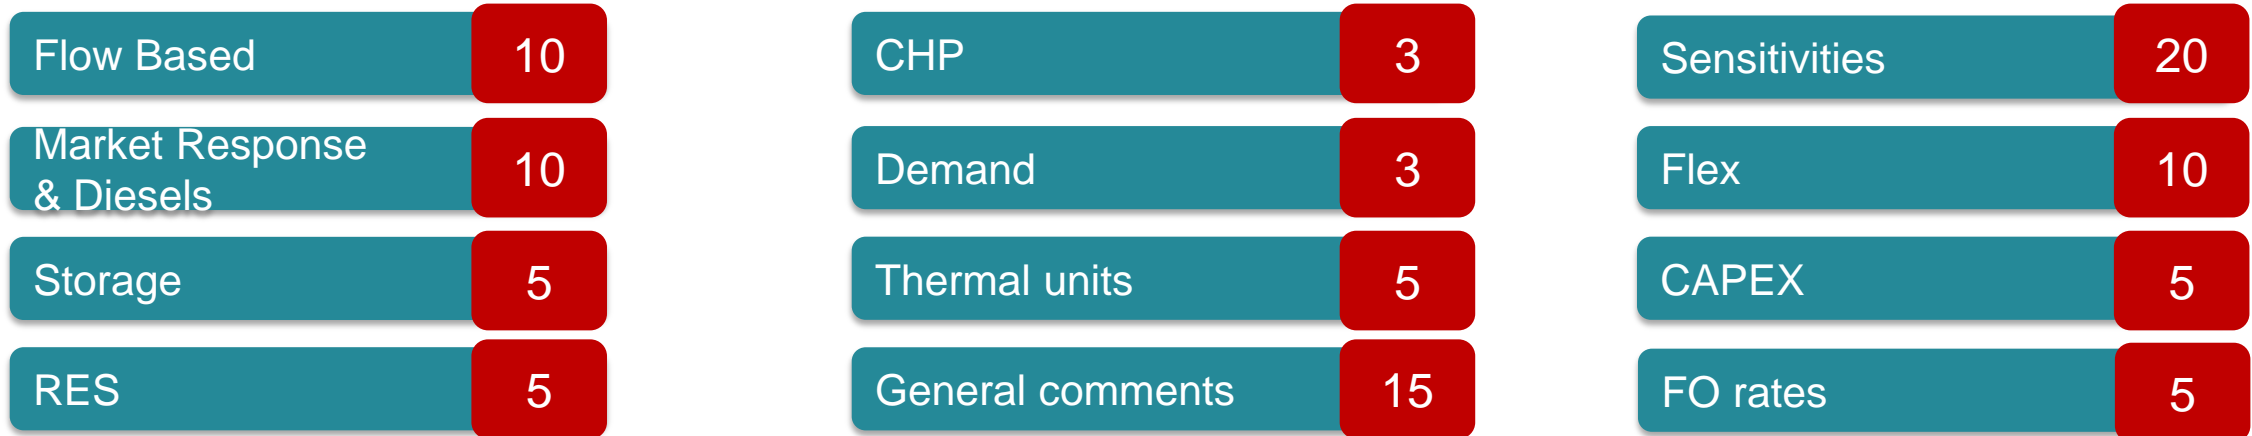 Flow Based 10
Market Response
& Diesels 10
Storage 5
RES 5
CHP 3
Demand 3
Thermal units 5
General comments 15
Sensitivities 20
Flex 10
CAPEX 5
FO rates 5